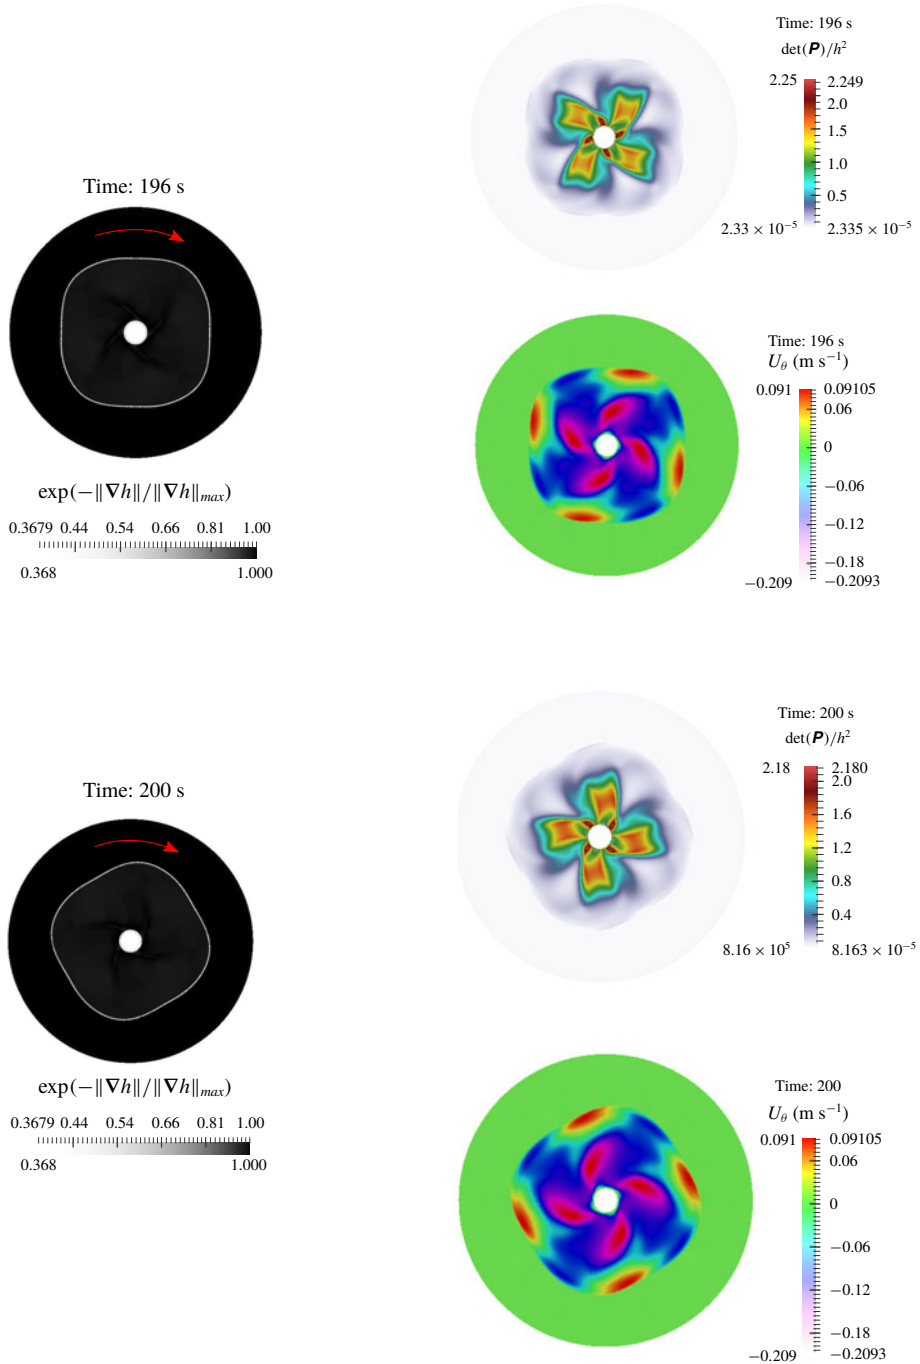 Time: 196 s
det(P)/h²
2.25 2.249
2.0
1.5
1.0
0.5
2.33 × 10⁻⁵ 2.335 × 10⁻⁵
Time: 196 s
exp(−‖∇h‖/‖∇h‖max)
0.3679 0.44 0.54 0.66 0.81 1.00
0.368 1.000
Time: 196 s
Uθ (m s⁻¹)
0.091 0.09105
0.06
0
−0.06
−0.12
−0.18
−0.209 −0.2093
Time: 200 s
det(P)/h²
2.18 2.180
2.0
1.6
1.2
0.8
0.4
8.16 × 10⁵ 8.163 × 10⁻⁵
Time: 200 s
exp(−‖∇h‖/‖∇h‖max)
0.3679 0.44 0.54 0.66 0.81 1.00
0.368 1.000
Time: 200
Uθ (m s⁻¹)
0.091 0.09105
0.06
0
−0.06
−0.12
−0.18
−0.209 −0.2093